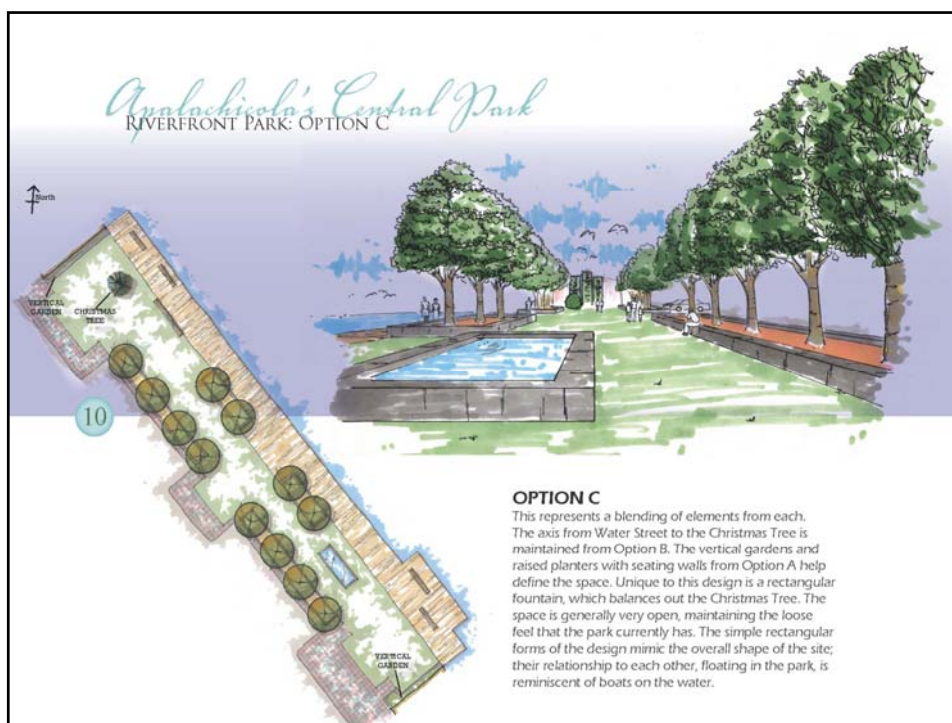 Apalachicola's Central Park
RIVERFRONT PARK: OPTION C
North
VERTICAL
GARDEN
CHRISTMAS
TREE
10
OPTION C
This represents a blending of elements from each.
The axis from Water Street to the Christmas Tree is
maintained from Option B. The vertical gardens and
raised planters with seating walls from Option A help
define the space. Unique to this design is a rectangular
fountain, which balances out the Christmas Tree. The
space is generally very open, maintaining the loose
feel that the park currently has. The simple rectangular
forms of the design mimic the overall shape of the site;
their relationship to each other, floating in the park, is
reminiscent of boats on the water.
VERTICAL
GARDEN